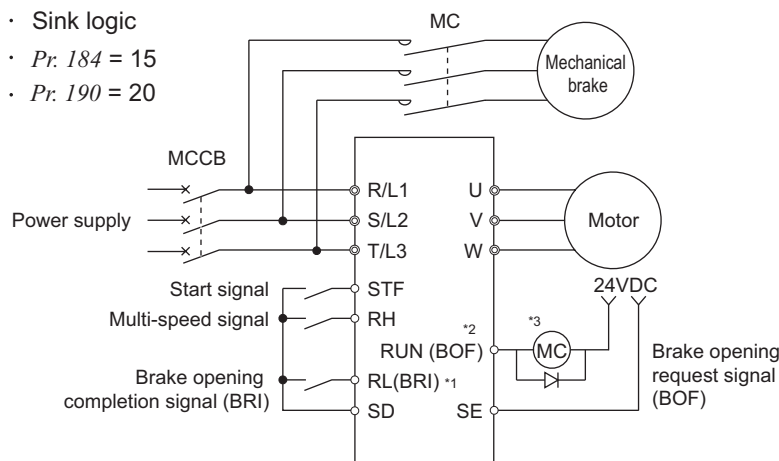 · Sink logic
· Pr. 184 = 15
· Pr. 190 = 20
MC
Mechanical
brake
MCCB
Power supply
R/L1
S/L2
T/L3
U
V
W
Motor
24VDC
Start signal
STF
Multi-speed signal
RH
RUN (BOF)
*2
*3
MC
Brake opening
request signal
(BOF)
Brake opening
completion signal (BRI)
RL(BRI) *1
SD
SE